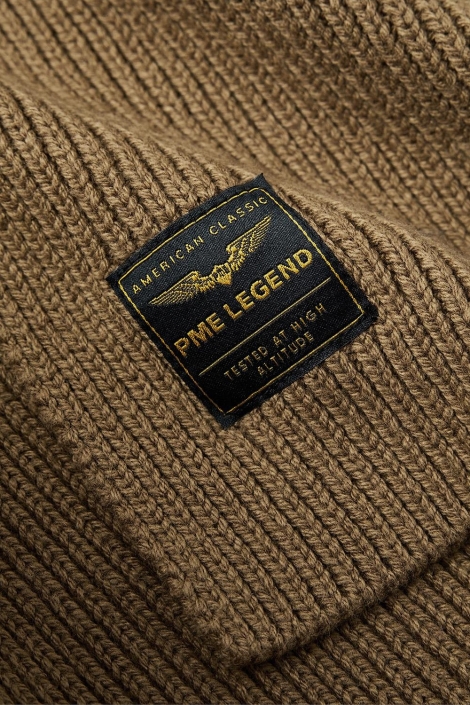 AMERICAN CLASSIC
PME LEGEND
TESTED AT HIGH
ALTITUDE